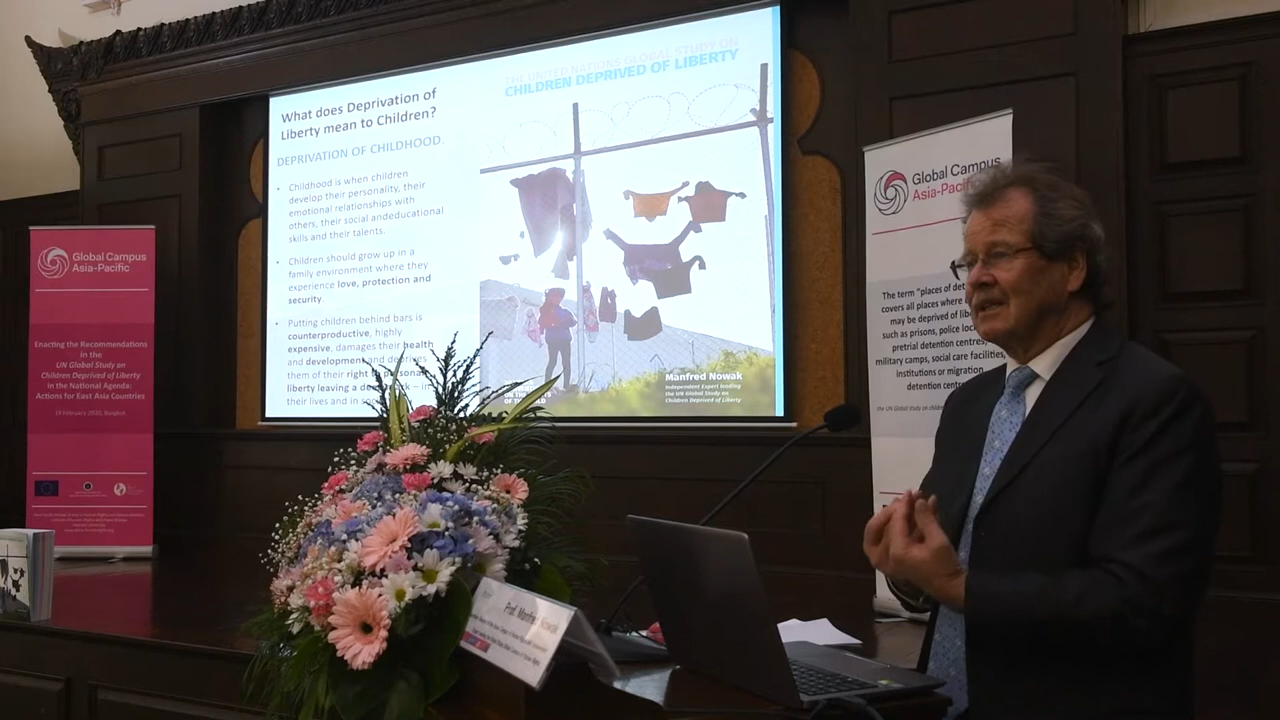 THE UNITED NATIONS GLOBAL STUDY ON
CHILDREN DEPRIVED OF LIBERTY
What does Deprivation of
Liberty mean to Children?
DEPRIVATION OF CHILDHOOD.
• Childhood is when children
develop their personality, their
emotional relationships with
others, their social andeducational
skills and their talents.
• Children should grow up in a
family environment where they
experience love, protection and
security.
• Putting children behind bars is
counterproductive, highly
expensive, damages their health
and development and deprives
them of their right to personal
liberty leaving a
their lives and in
Manfred Nowak
Independent Expert leading
the UN Global Study on
Children Deprived of Liberty
Global Campus
Asia-Pacific
Enacting the Recommendations
in the
UN Global Study on
Children Deprived of Liberty
in the National Agenda:
Actions for East Asia Countries
19 February 2020, Bangkok
Global Campus
Asia-Pacific
The term "places of
covers all places where
may be deprived of
such as prisons, police
pretrial detention centres,
military camps, social care facilities,
institutions or migration
detention
the UN Global Study on
Prof. Manfred Nowak